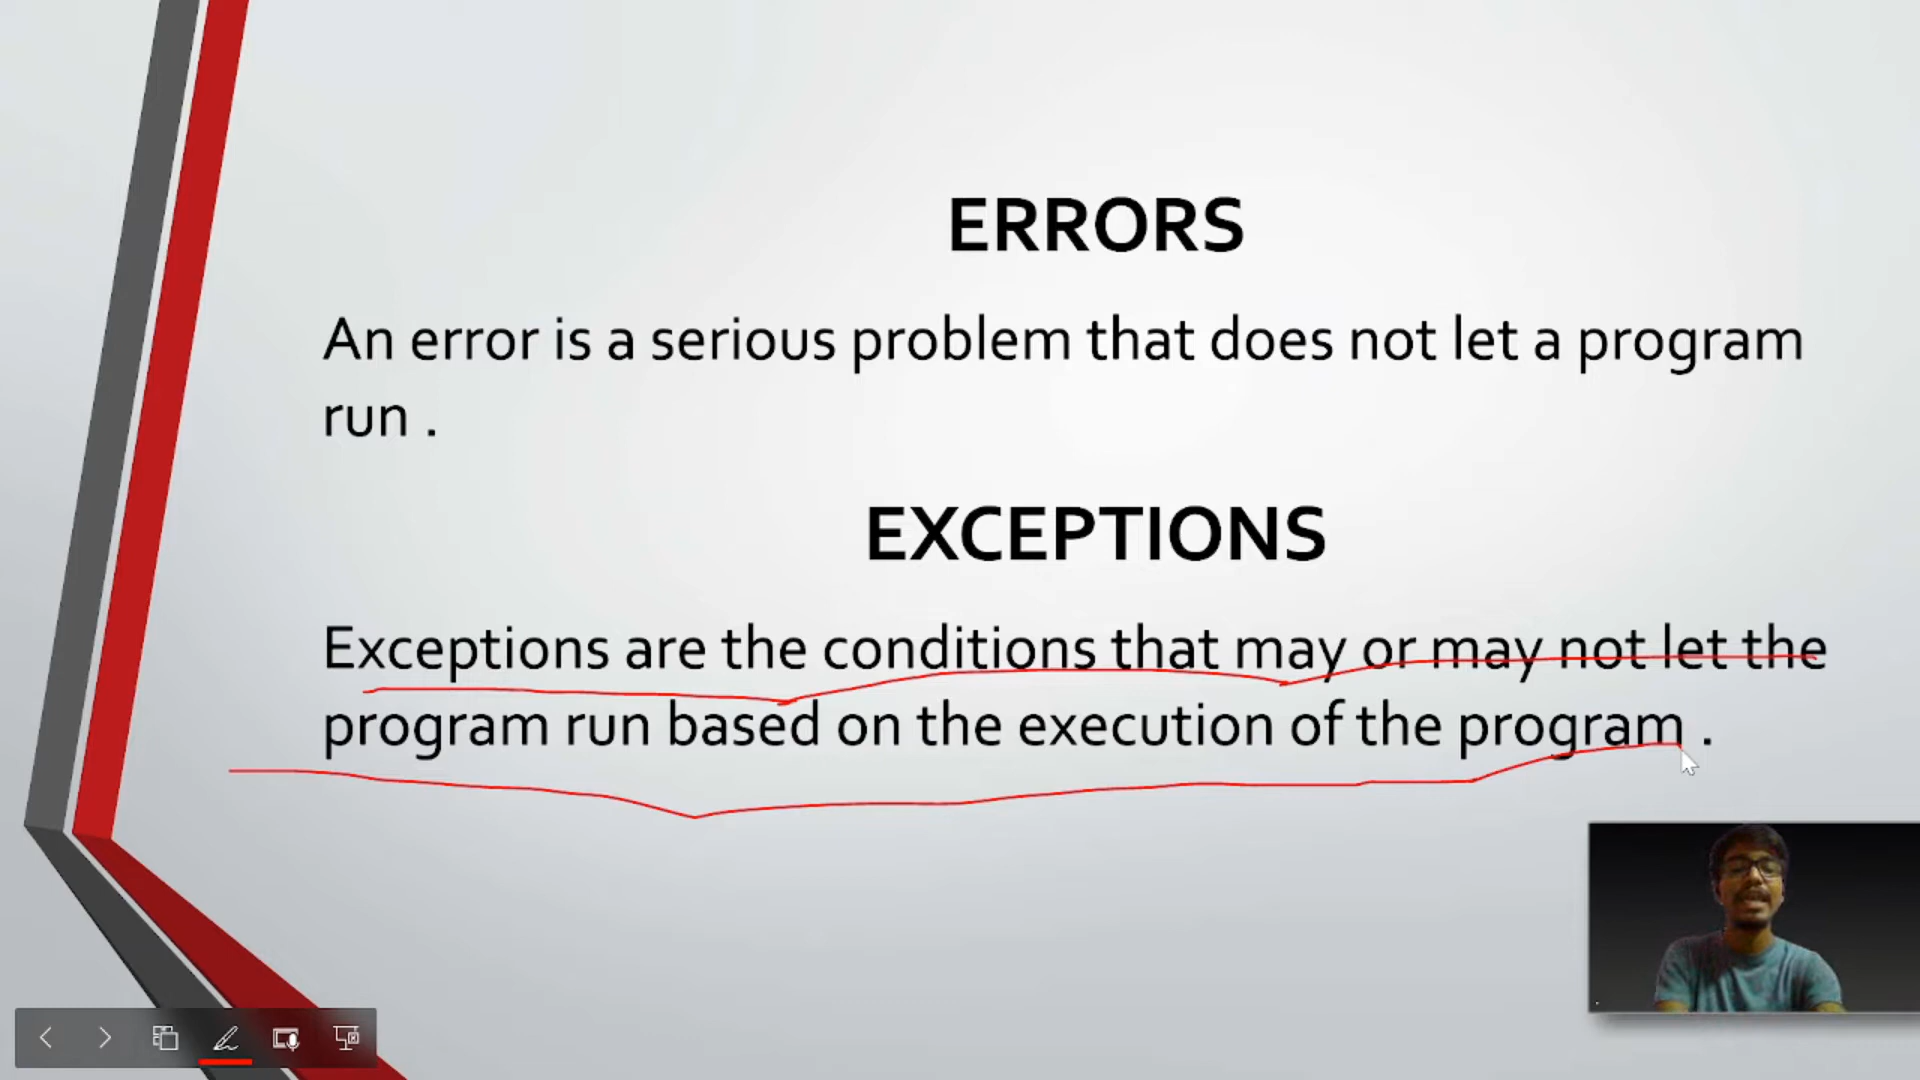 ERRORS
An error is a serious problem that does not let a program
run .
EXCEPTIONS
Exceptions are the conditions that may or may not let the
program run based on the execution of the program .